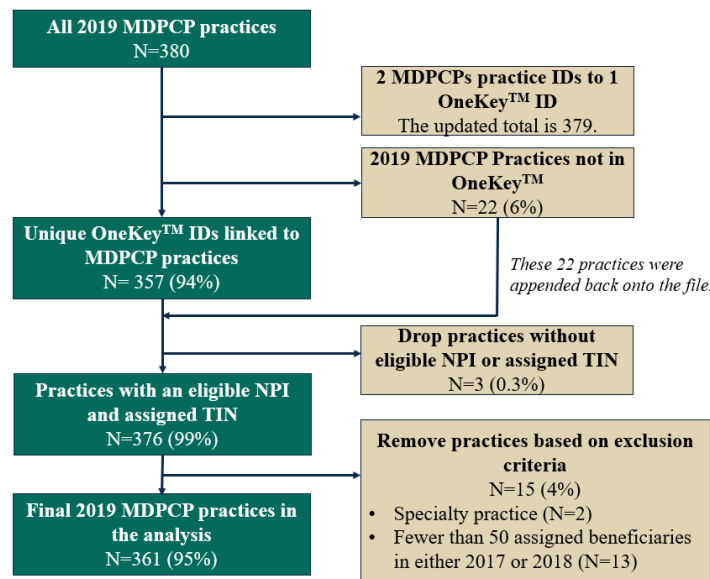 All 2019 MDPCP practices
N=380
2 MDPCPs practice IDs to 1
OneKey™ ID
The updated total is 379.
2019 MDPCP Practices not in
OneKey™
N=22 (6%)
Unique OneKey™ IDs linked to
MDPCP practices
N= 357 (94%)
These 22 practices were
appended back onto the file.
Drop practices without
eligible NPI or assigned TIN
N=3 (0.3%)
Practices with an eligible NPI
and assigned TIN
N=376 (99%)
Remove practices based on exclusion
criteria
N=15 (4%)
• Specialty practice (N=2)
• Fewer than 50 assigned beneficiaries
in either 2017 or 2018 (N=13)
Final 2019 MDPCP practices in
the analysis
N=361 (95%)